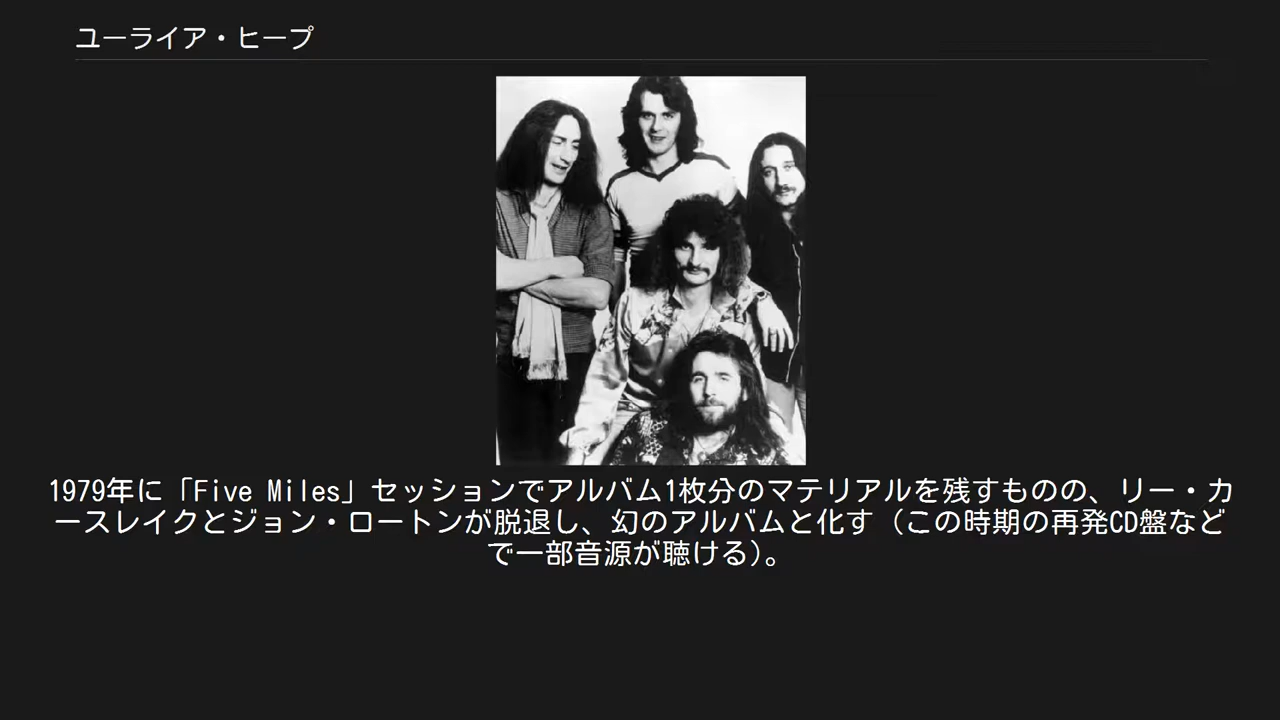 ユーライア・ヒープ
1979年に「Five Miles」セッションでアルバム1枚分のマテリアルを残すものの、リー・カ
ースレイクとジョン・ロートンが脱退し、幻のアルバムと化す（この時期の再発CD盤など
で一部音源が聴ける）。